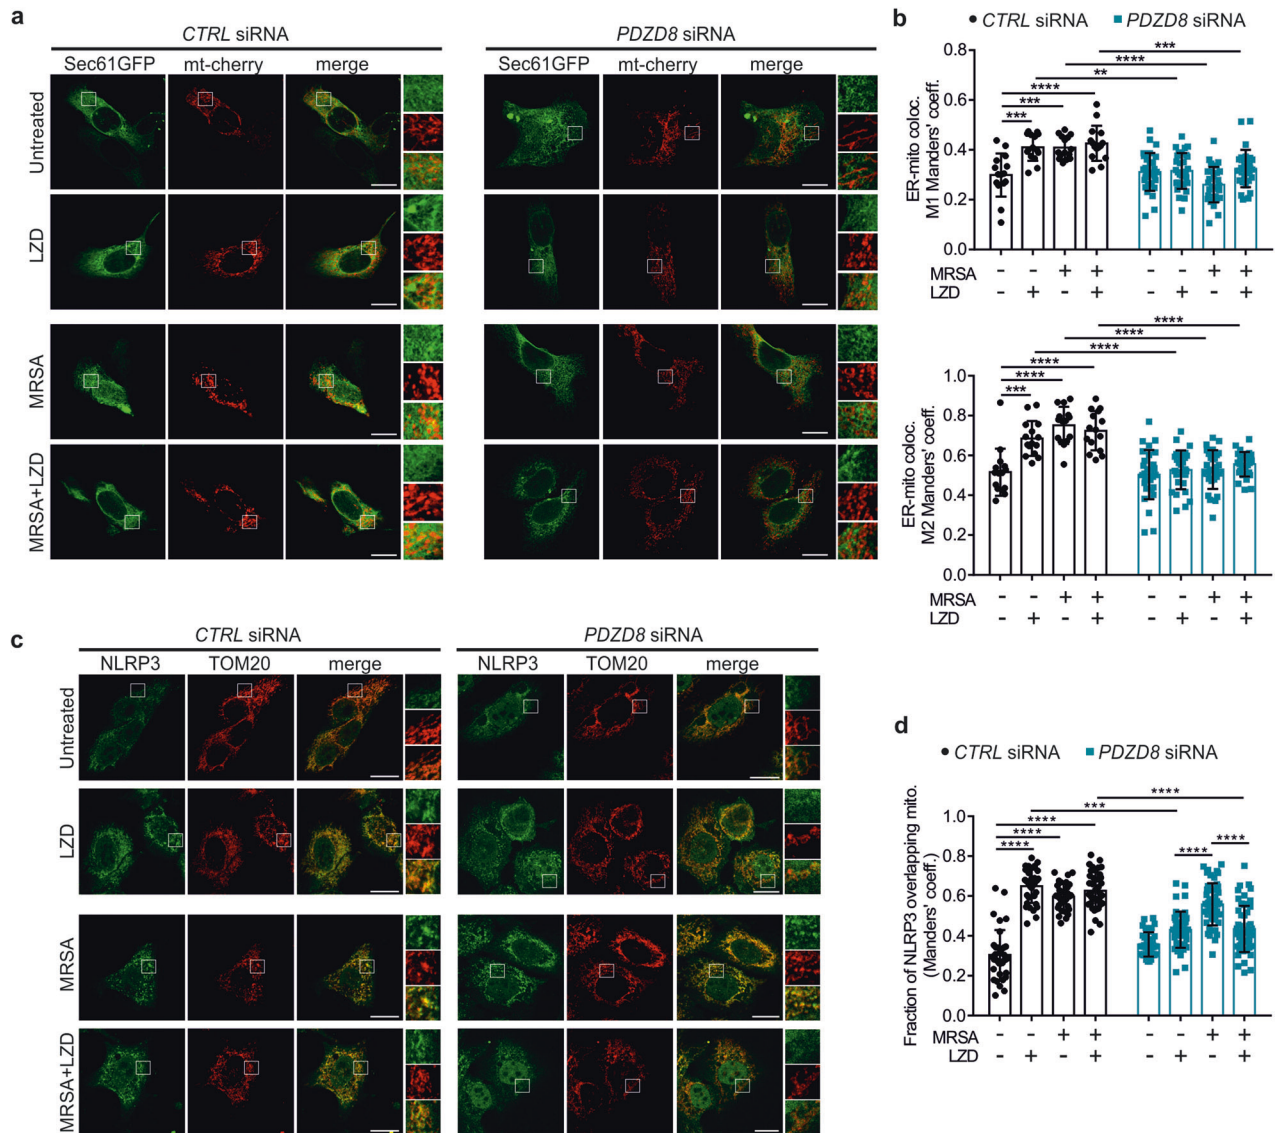 a
CTRL siRNA
PDZD8 siRNA
Sec61GFP mt-cherry merge
Sec61GFP mt-cherry merge
Untreated
LZD
MRSA
MRSA+LZD
b
CTRL siRNA PDZD8 siRNA
ER-mito coloc.
M1 Manders' coeff.
0.8
0.6
0.4
0.2
0.0
***
****
**
****
***
***
MRSA - - + + - - + +
LZD - + - + - + - +
ER-mito coloc.
M2 Manders' coeff.
1.0
0.8
0.6
0.4
0.2
0.0
****
****
****
****
****
***
MRSA - - + + - - + +
LZD - + - + - + - +
c
CTRL siRNA
PDZD8 siRNA
NLRP3 TOM20 merge
NLRP3 TOM20 merge
Untreated
LZD
MRSA
MRSA+LZD
d
CTRL siRNA PDZD8 siRNA
Fraction of NLRP3 overlapping mito.
(Manders' coeff.)
1.0
0.8
0.6
0.4
0.2
0.0
****
***
****
****
****
****
****
MRSA - - + + - - + +
LZD - + - + - + - +